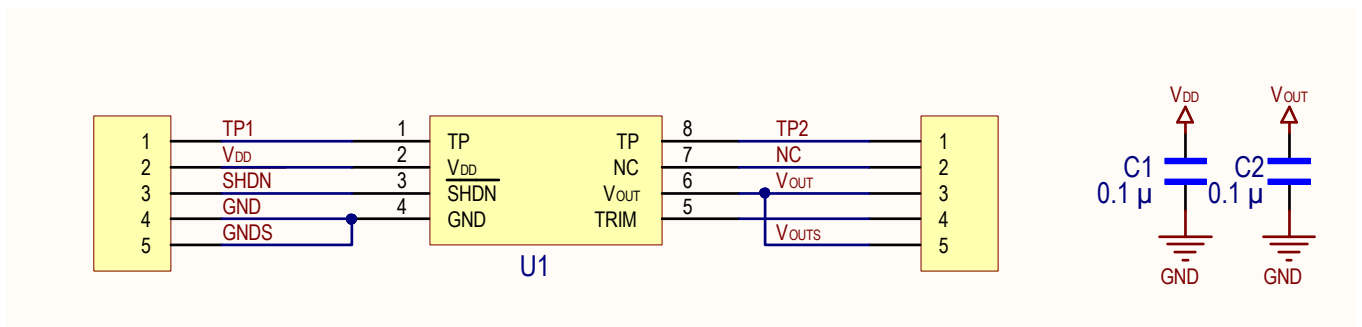 VDD VOUT
TP1 1 8 TP2
1 TP TP 1
VDD 2 7 NC
2 VDD NC 2
SHDN 3 6 VOUT
3 SHDN VOUT 3
GND 4 5
4 GND TRIM 4
GNDS VOUTS
5 5
U1
C1 C2
0.1 µ 0.1 µ
GND GND